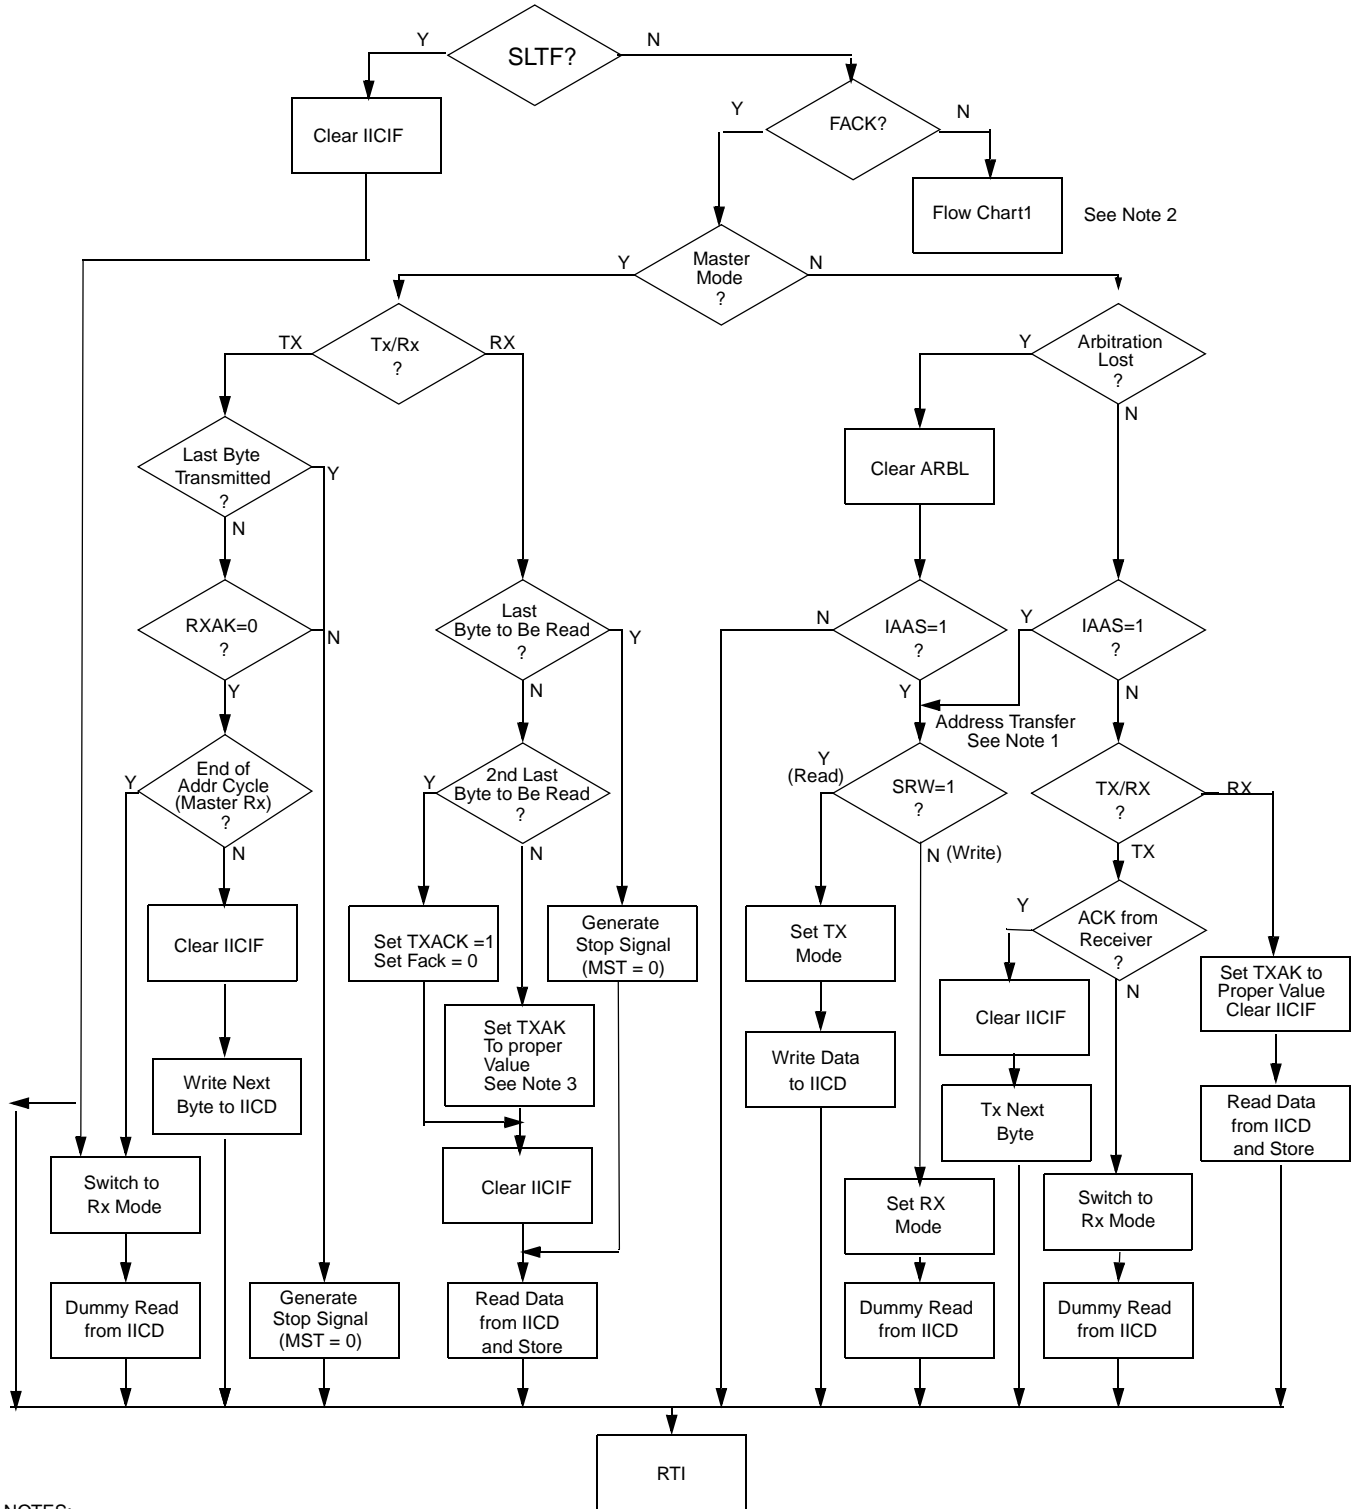 Y
SLTF?
N
Clear IICIF
Y
FACK?
N
Flow Chart1
See Note 2
Y
Master
Mode
?
N
TX
Tx/Rx
?
RX
Y
Arbitration
Lost
?
N
Last Byte
Transmitted
?
Y
N
Clear ARBL
RXAK=0
?
N
Y
Last
Byte to Be Read
?
Y
N
N
IAAS=1
?
Y
Y
IAAS=1
?
N
Address Transfer
See Note 1
Y
End of
Addr Cycle
(Master Rx)
?
N
Y
2nd Last
Byte to Be Read
?
N
Y
(Read)
SRW=1
?
N (Write)
TX/RX
?
RX
TX
Clear IICIF
Set TXACK =1
Set Fack = 0
Generate
Stop Signal
(MST = 0)
Set TX
Mode
Y
ACK from
Receiver
?
N
Set TXAK to
Proper Value
Clear IICIF
Set TXAK
To proper
Value
See Note 3
Clear IICIF
Write Next
Byte to IICD
Write Data
to IICD
Tx Next
Byte
Read Data
from IICD
and Store
Switch to
Rx Mode
Clear IICIF
Set RX
Mode
Switch to
Rx Mode
Dummy Read
from IICD
Generate
Stop Signal
(MST = 0)
Read Data
from IICD
and Store
Dummy Read
from IICD
Dummy Read
from IICD
RTI
NOTES: